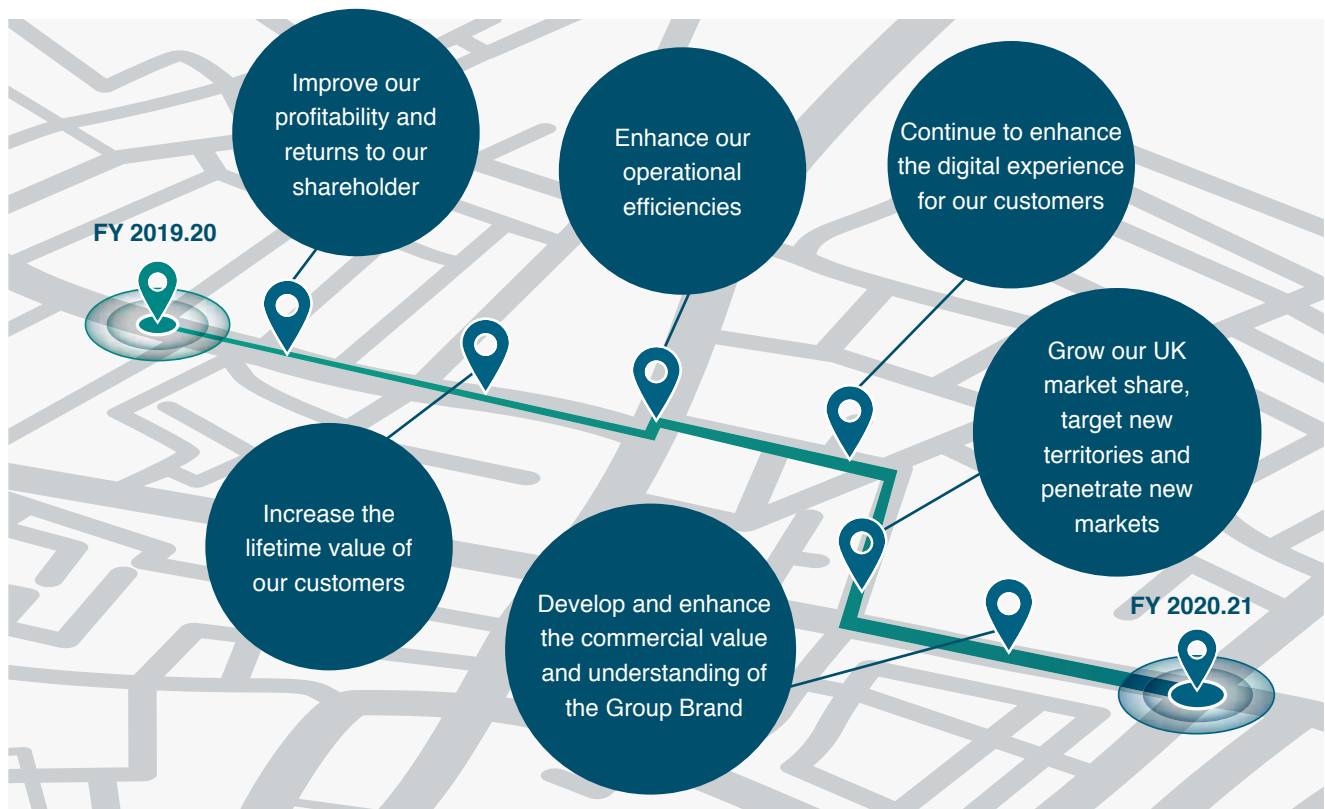 FY 2019.20
Improve our
profitability and
returns to our
shareholder
Increase the
lifetime value of
our customers
Enhance our
operational
efficiencies
Continue to enhance
the digital experience
for our customers
Grow our UK
market share,
target new
territories and
penetrate new
markets
Develop and enhance
the commercial value
and understanding of
the Group Brand
FY 2020.21